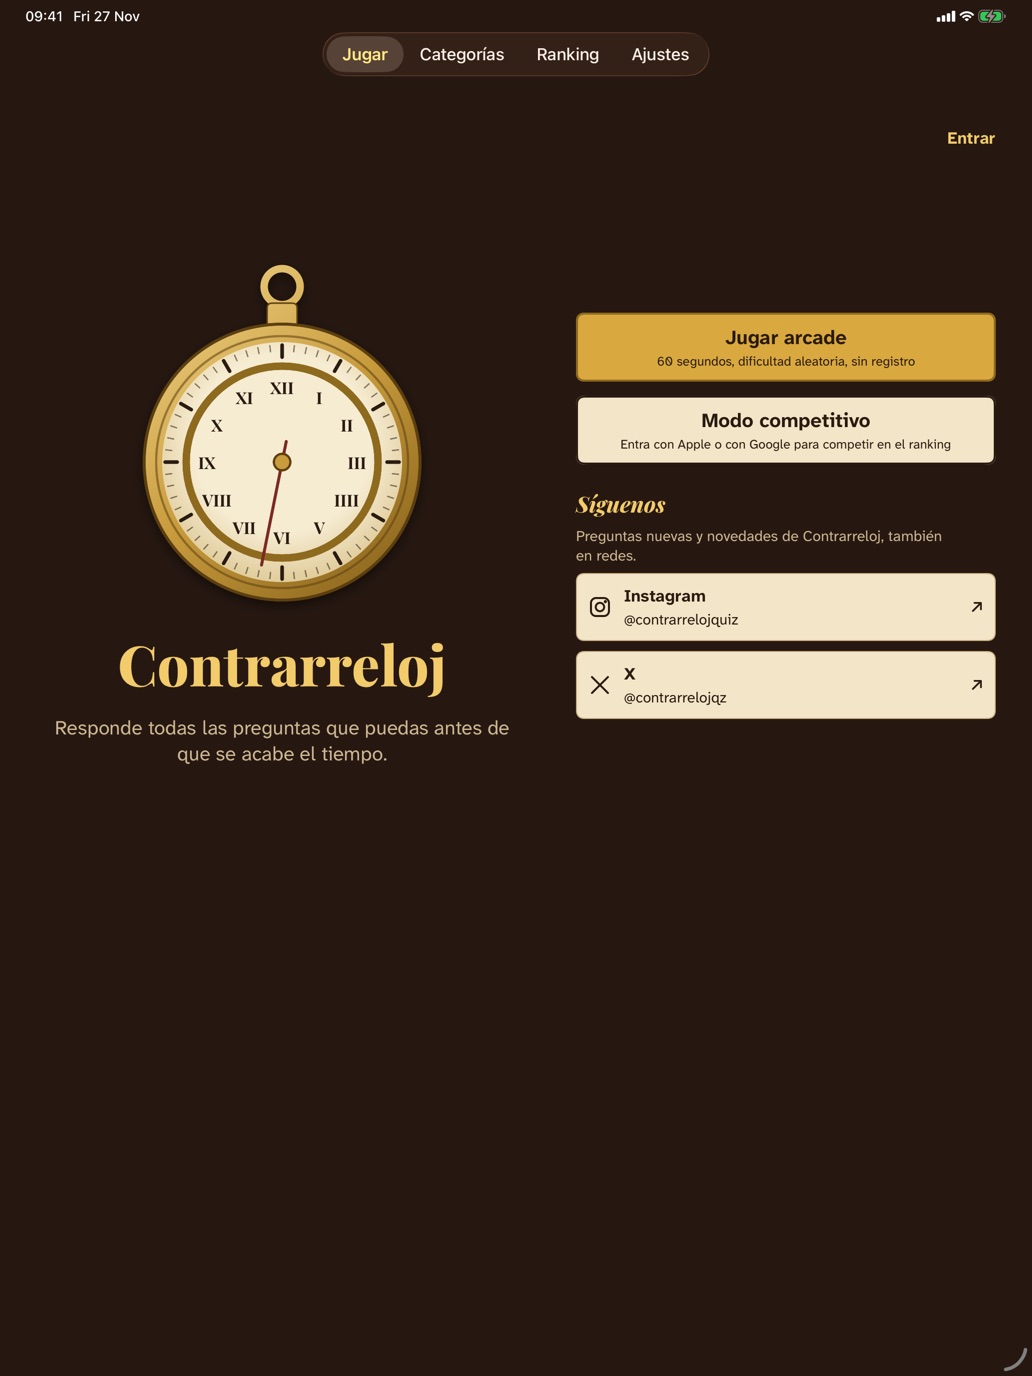 09:41 Fri 27 Nov
Jugar Categorías Ranking Ajustes
Entrar
XII
I
II
III
IIII
V
VI
VII
VIII
IX
X
XI
Contrarreloj
Responde todas las preguntas que puedas antes de
que se acabe el tiempo.
Jugar arcade
60 segundos, dificultad aleatoria, sin registro
Modo competitivo
Entra con Apple o con Google para competir en el ranking
Síguenos
Preguntas nuevas y novedades de Contrarreloj, también
en redes.
Instagram
@contrarrelojquiz
X
@contrarrelojqz